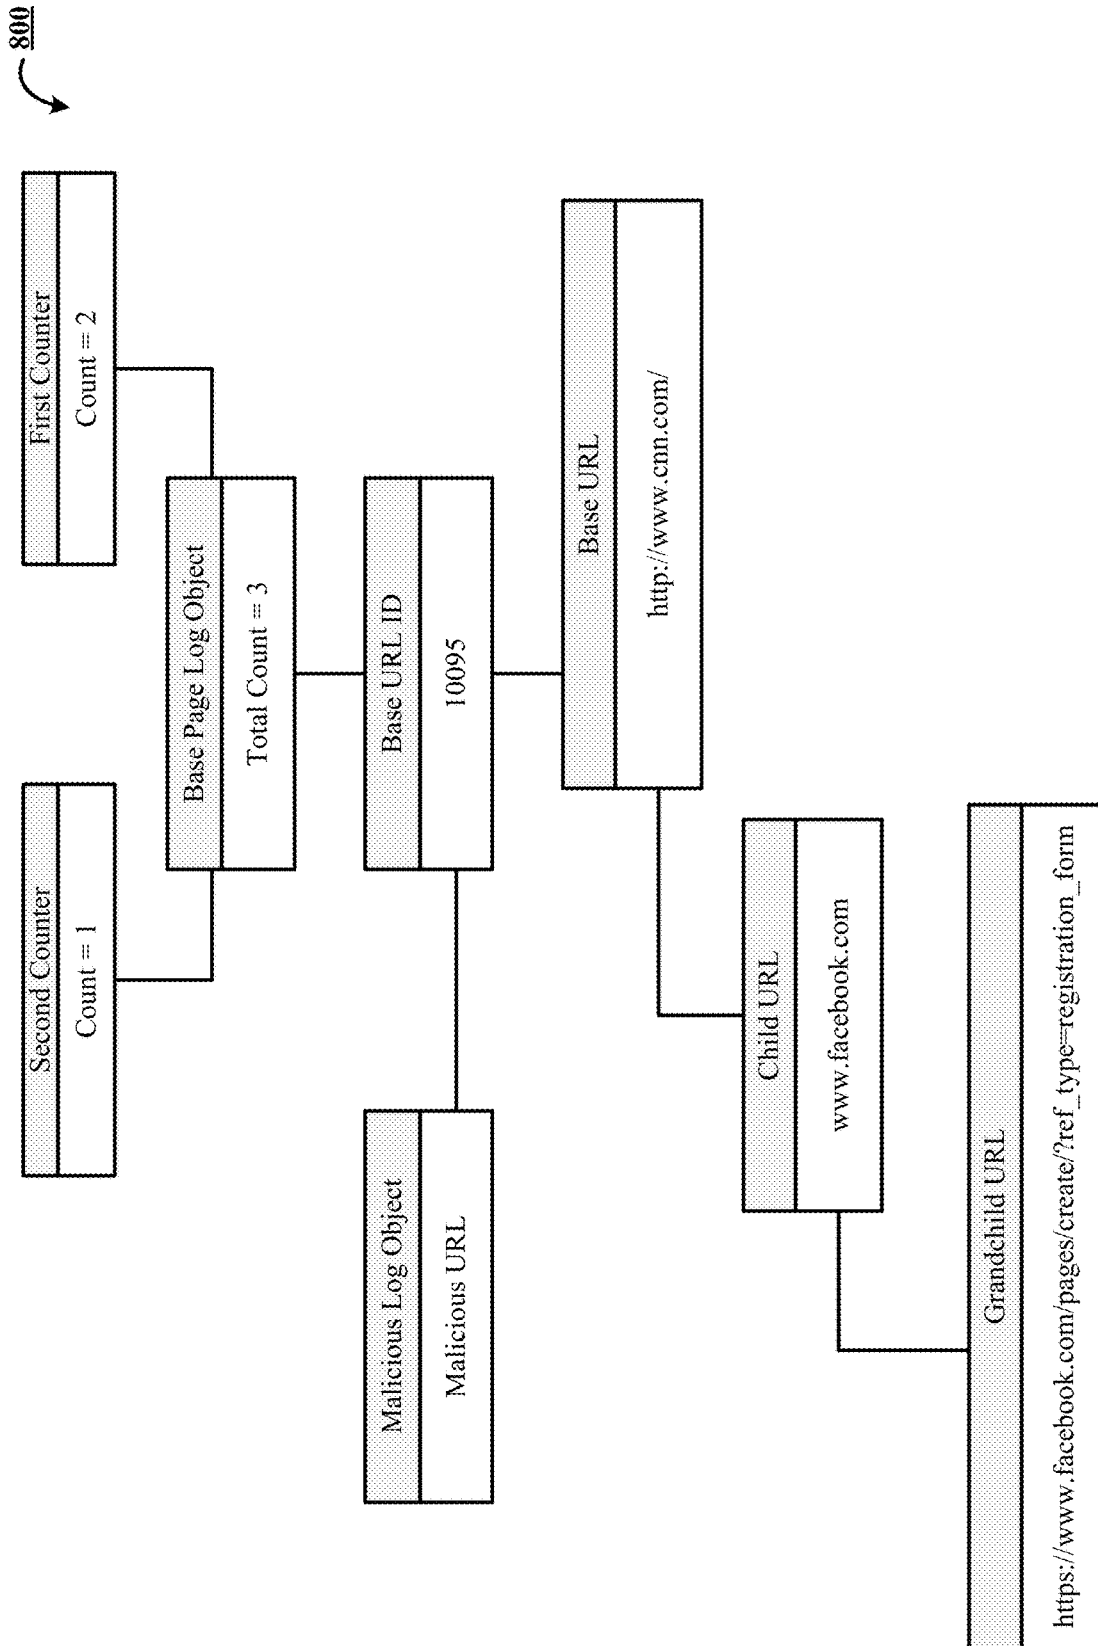 800
Second Counter
Count = 1
First Counter
Count = 2
Base Page Log Object
Total Count = 3
Malicious Log Object
Malicious URL
Base URL ID
10095
Base URL
http://www.cnn.com/
Child URL
www.facebook.com
Grandchild URL
https://www.facebook.com/pages/create/?ref_type=registration_form